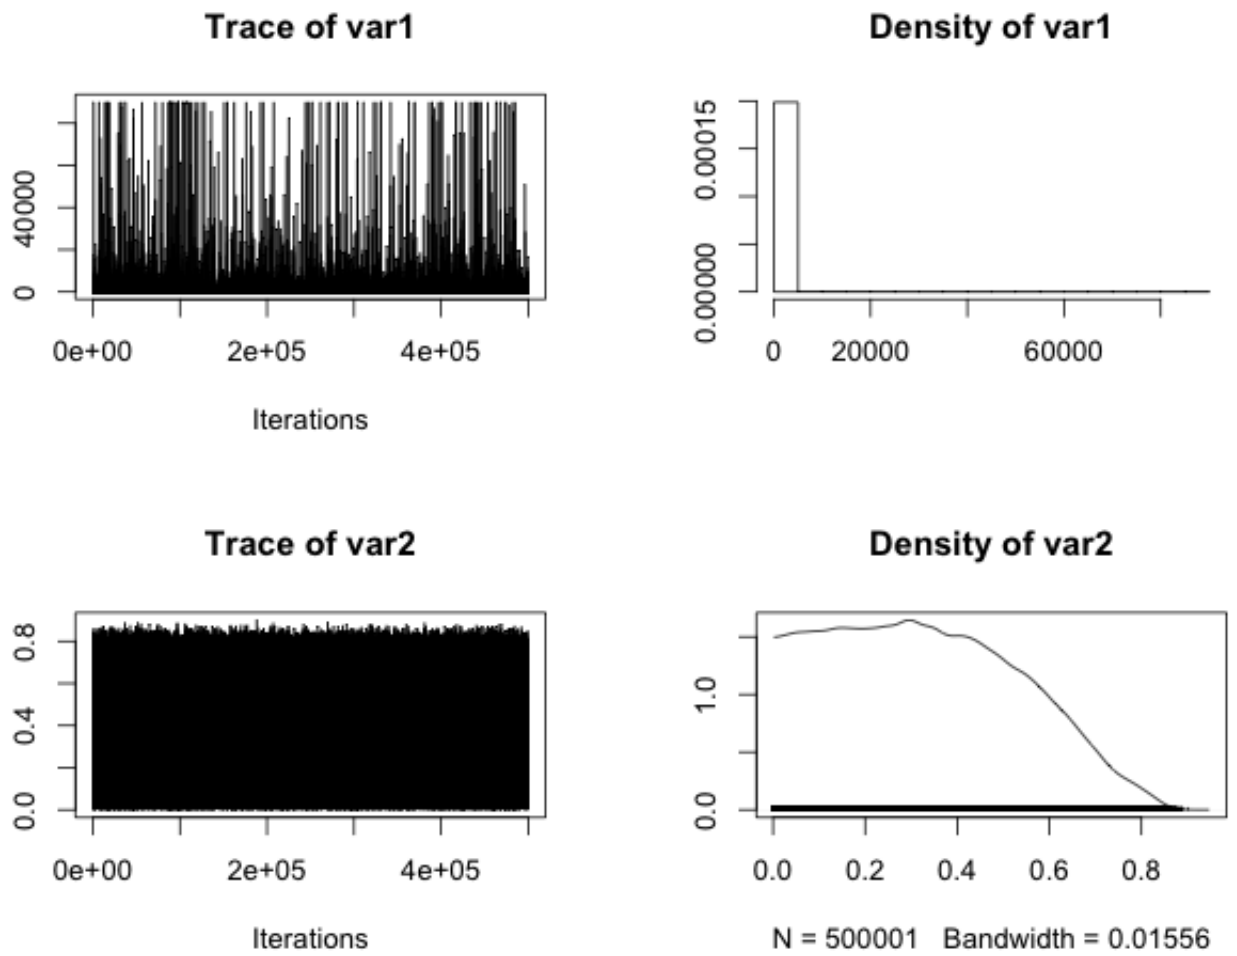 Trace of var1
Density of var1
40000
0
0e+00 2e+05 4e+05
Iterations
0.00015
0.00000
0 20000 60000
Trace of var2
Density of var2
0.8
0.4
0.0
0e+00 2e+05 4e+05
Iterations
1.0
0.0
0.0 0.2 0.4 0.6 0.8
N = 500001 Bandwidth = 0.01556